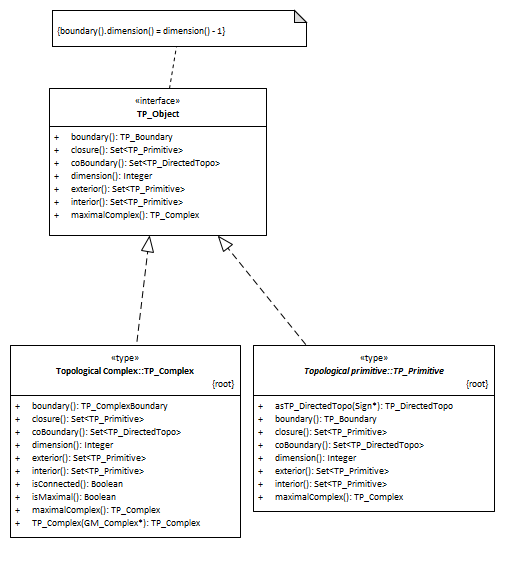 {boundary().dimension() = dimension() - 1}
«interface»
TP_Object
+ boundary(): TP_Boundary
+ closure(): Set<TP_Primitive>
+ coBoundary(): Set<TP_DirectedTopo>
+ dimension(): Integer
+ exterior(): Set<TP_Primitive>
+ interior(): Set<TP_Primitive>
+ maximalComplex(): TP_Complex
«type»
Topological Complex::TP_Complex
{root}
+ boundary(): TP_ComplexBoundary
+ closure(): Set<TP_Primitive>
+ coBoundary(): Set<TP_DirectedTopo>
+ dimension(): Integer
+ exterior(): Set<TP_Primitive>
+ interior(): Set<TP_Primitive>
+ isConnected(): Boolean
+ isMaximal(): Boolean
+ maximalComplex(): TP_Complex
+ TP_Complex(GM_Complex*): TP_Complex
«type»
Topological primitive::TP_Primitive
{root}
+ asTP_DirectedTopo(Sign*): TP_DirectedTopo
+ boundary(): TP_Boundary
+ closure(): Set<TP_Primitive>
+ coBoundary(): Set<TP_DirectedTopo>
+ dimension(): Integer
+ exterior(): Set<TP_Primitive>
+ interior(): Set<TP_Primitive>
+ maximalComplex(): TP_Complex